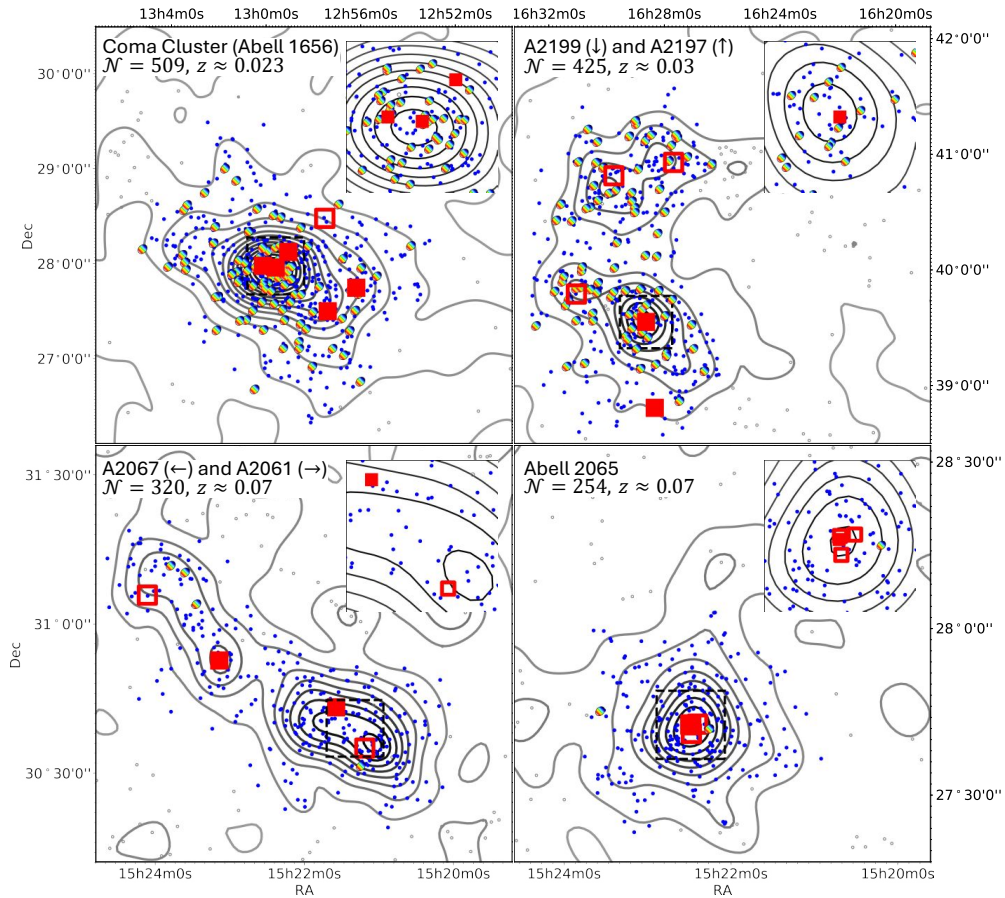 13h4m0s 13h0m0s 12h56m0s 12h52m0s 16h32m0s 16h28m0s 16h24m0s 16h20m0s
Coma Cluster (Abell 1656)
𝒩 = 509, z ≈ 0.023
A2199 (↓) and A2197 (↑)
𝒩 = 425, z ≈ 0.03
30°0'0''
29°0'0''
28°0'0''
27°0'0''
Dec
42°0'0''
41°0'0''
40°0'0''
39°0'0''
A2067 (←) and A2061 (→)
𝒩 = 320, z ≈ 0.07
Abell 2065
𝒩 = 254, z ≈ 0.07
31°30'0''
31°0'0''
30°30'0''
Dec
28°30'0''
28°0'0''
27°30'0''
15h24m0s 15h22m0s 15h20m0s 15h24m0s 15h22m0s 15h20m0s
RA RA